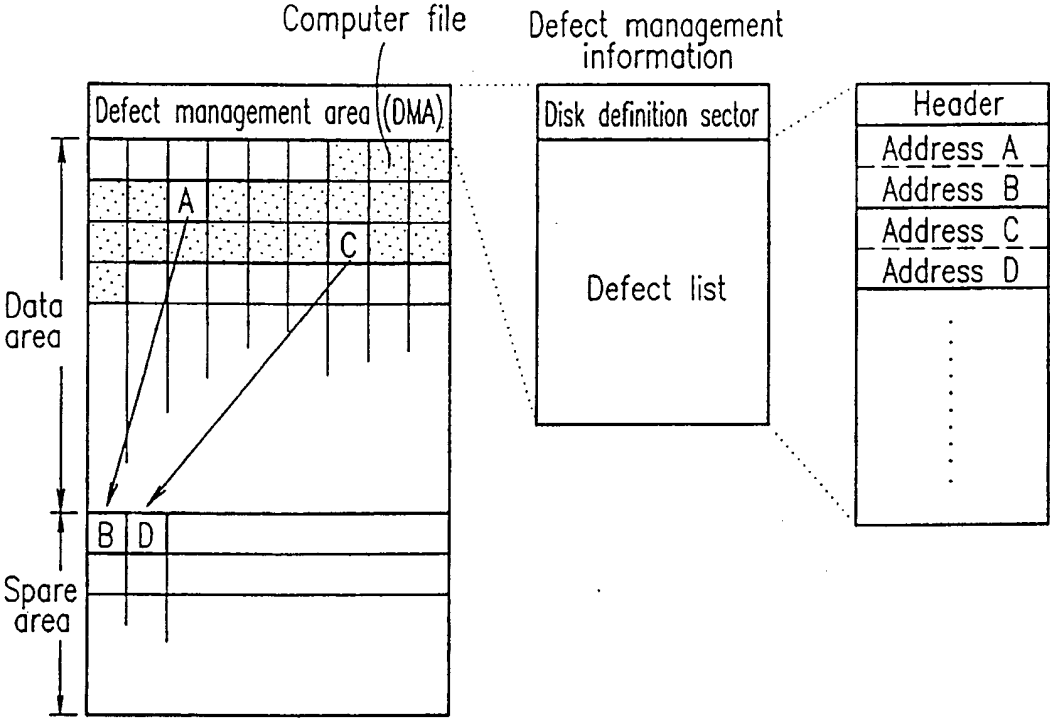 Computer file
Defect management
information
Defect management area (DMA)
Disk definition sector
Header
Address A
Address B
Address C
Address D
A
C
Defect list
Data
area
B D
Spare
area